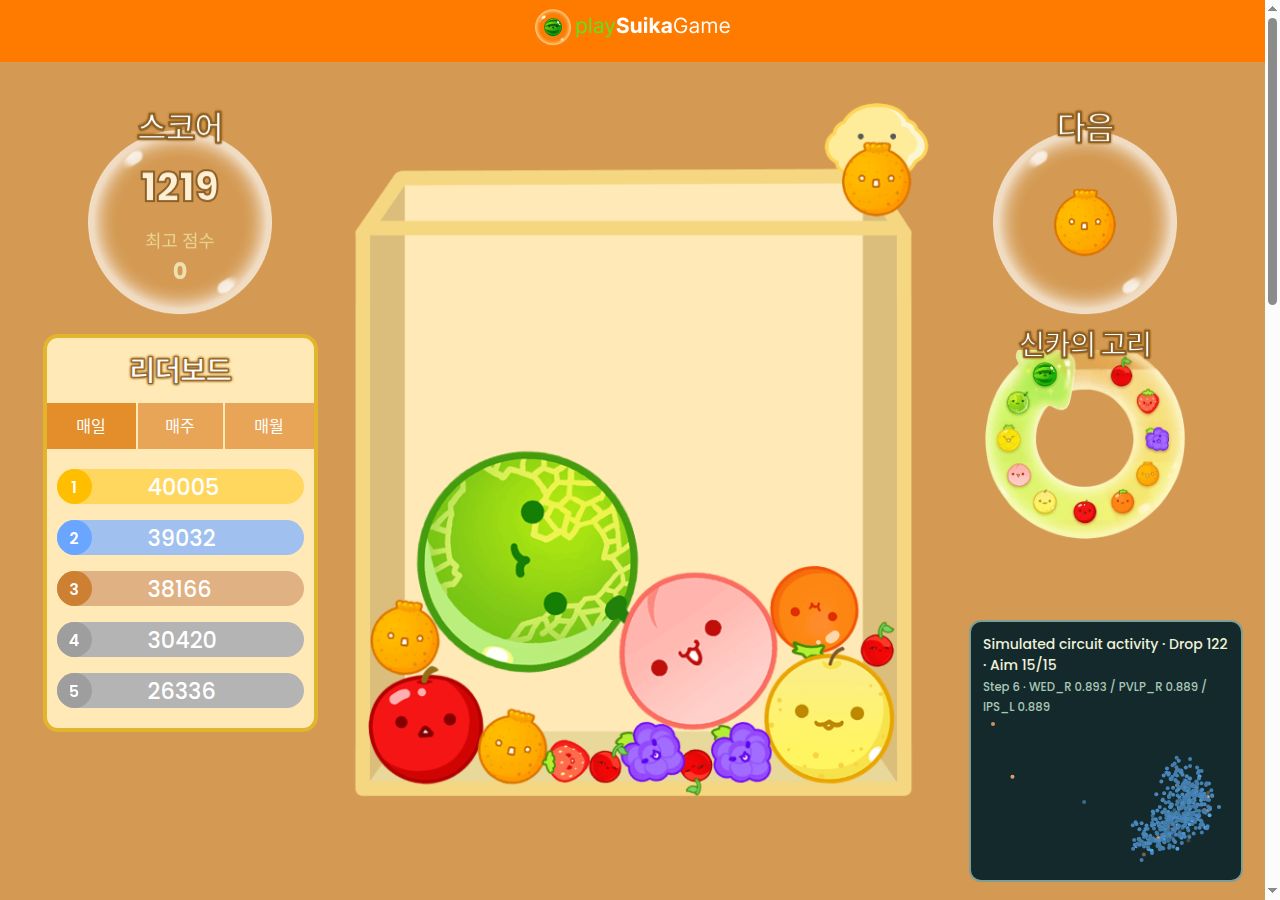 playSuikaGame
스코어
1219
최고 점수
0
리더보드
매일 매주 매월
1 40005
2 39032
3 38166
4 30420
5 26336
다음
신카의 고리
Simulated circuit activity · Drop 122
· Aim 15/15
Step 6 · WED_R 0.893 / PVLP_R 0.889 /
IPS_L 0.889